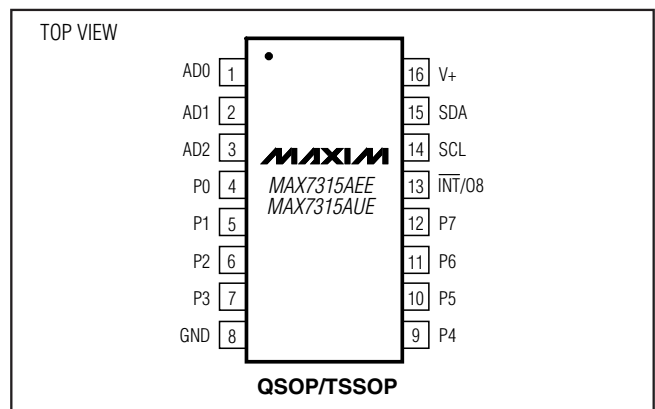 TOP VIEW
AD0 1
AD1 2
AD2 3
P0 4
P1 5
P2 6
P3 7
GND 8
MAXIM
MAX7315AEE
MAX7315AUE
16 V+
15 SDA
14 SCL
13 I̅N̅T̅/O8
12 P7
11 P6
10 P5
9 P4
QSOP/TSSOP